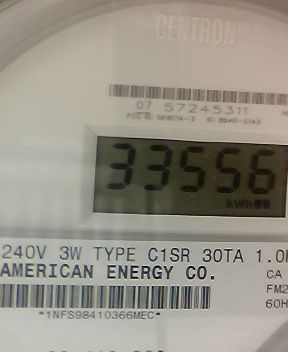 CENTRON
07 57245311
33556
kWh
240V 3W TYPE C1SR 30TA 1.0
AMERICAN ENERGY CO.
CA
FM2
60H
*1NFS98410366MEC*